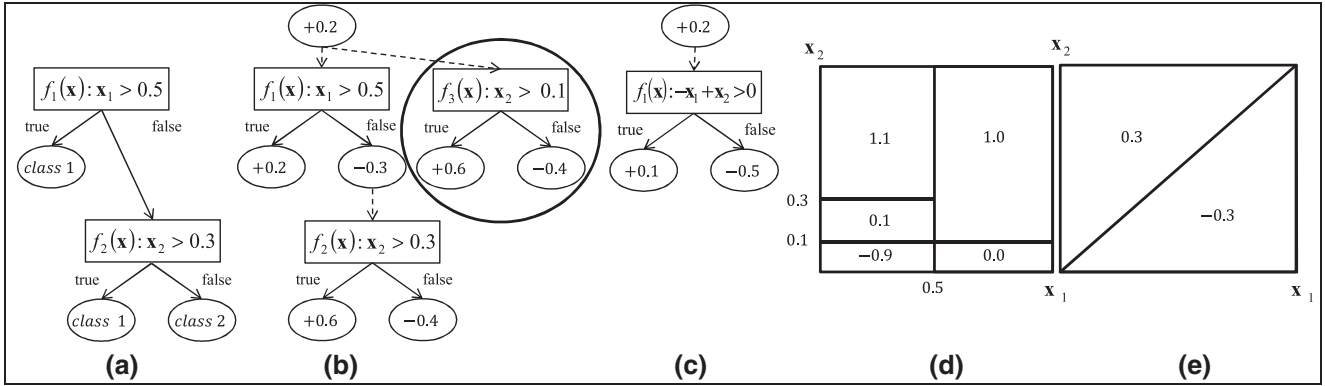 +0.2
f₁(x): x₁ > 0.5
true
false
class 1
f₂(x): x₂ > 0.3
true
false
class 1
class 2
(a)
+0.2
f₁(x): x₁ > 0.5
true
false
+0.2
−0.3
f₂(x): x₂ > 0.3
true
false
+0.6
−0.4
f₃(x): x₂ > 0.1
true
false
+0.6
−0.4
(b)
f₁(x):−x₁+x₂>0
true
false
+0.1
−0.5
(c)
x₂
1.1
1.0
0.3
0.1
0.1
−0.9
0.0
0.5
x₁
(d)
x₂
0.3
−0.3
x₁
(e)